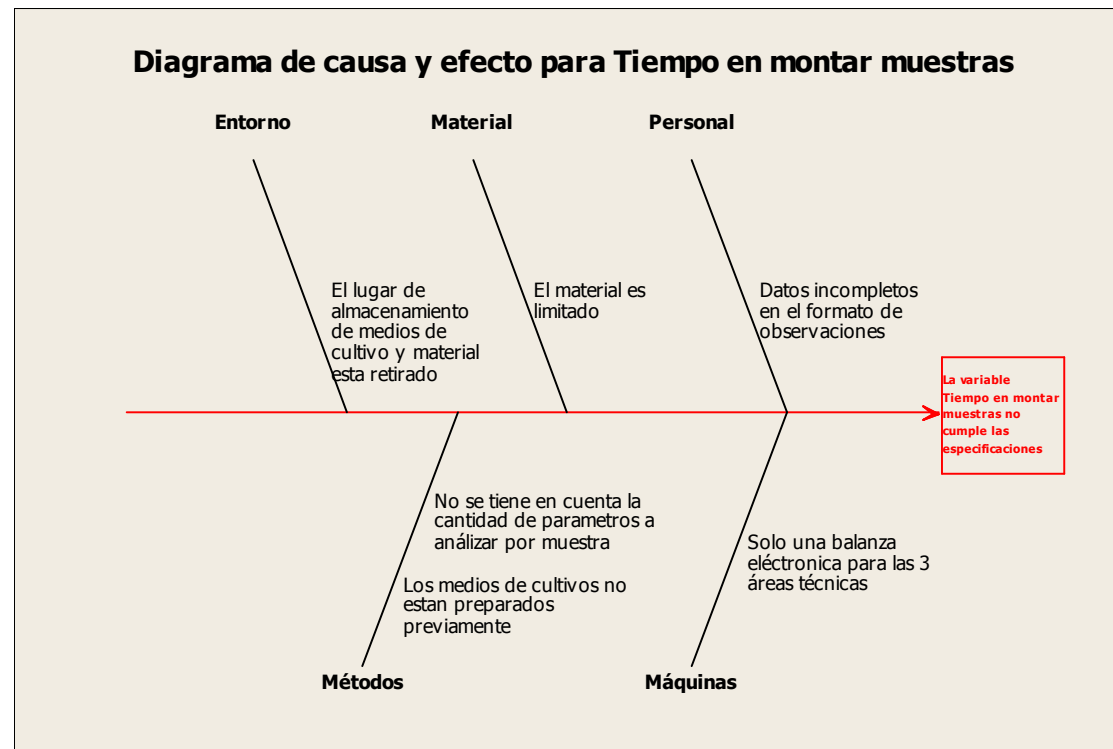 Diagrama de causa y efecto para Tiempo en montar muestras
Entorno
Material
Personal
El lugar de
almacenamiento
de medios de
cultivo y material
esta retirado
El material es
limitado
Datos incompletos
en el formato de
observaciones
La variable
Tiempo en montar
muestras no
cumple las
especificaciones
No se tiene en cuenta la
cantidad de parametros a
análizar por muestra
Los medios de cultivos no
estan preparados
previamente
Solo una balanza
eléctronica para las 3
áreas técnicas
Métodos
Máquinas